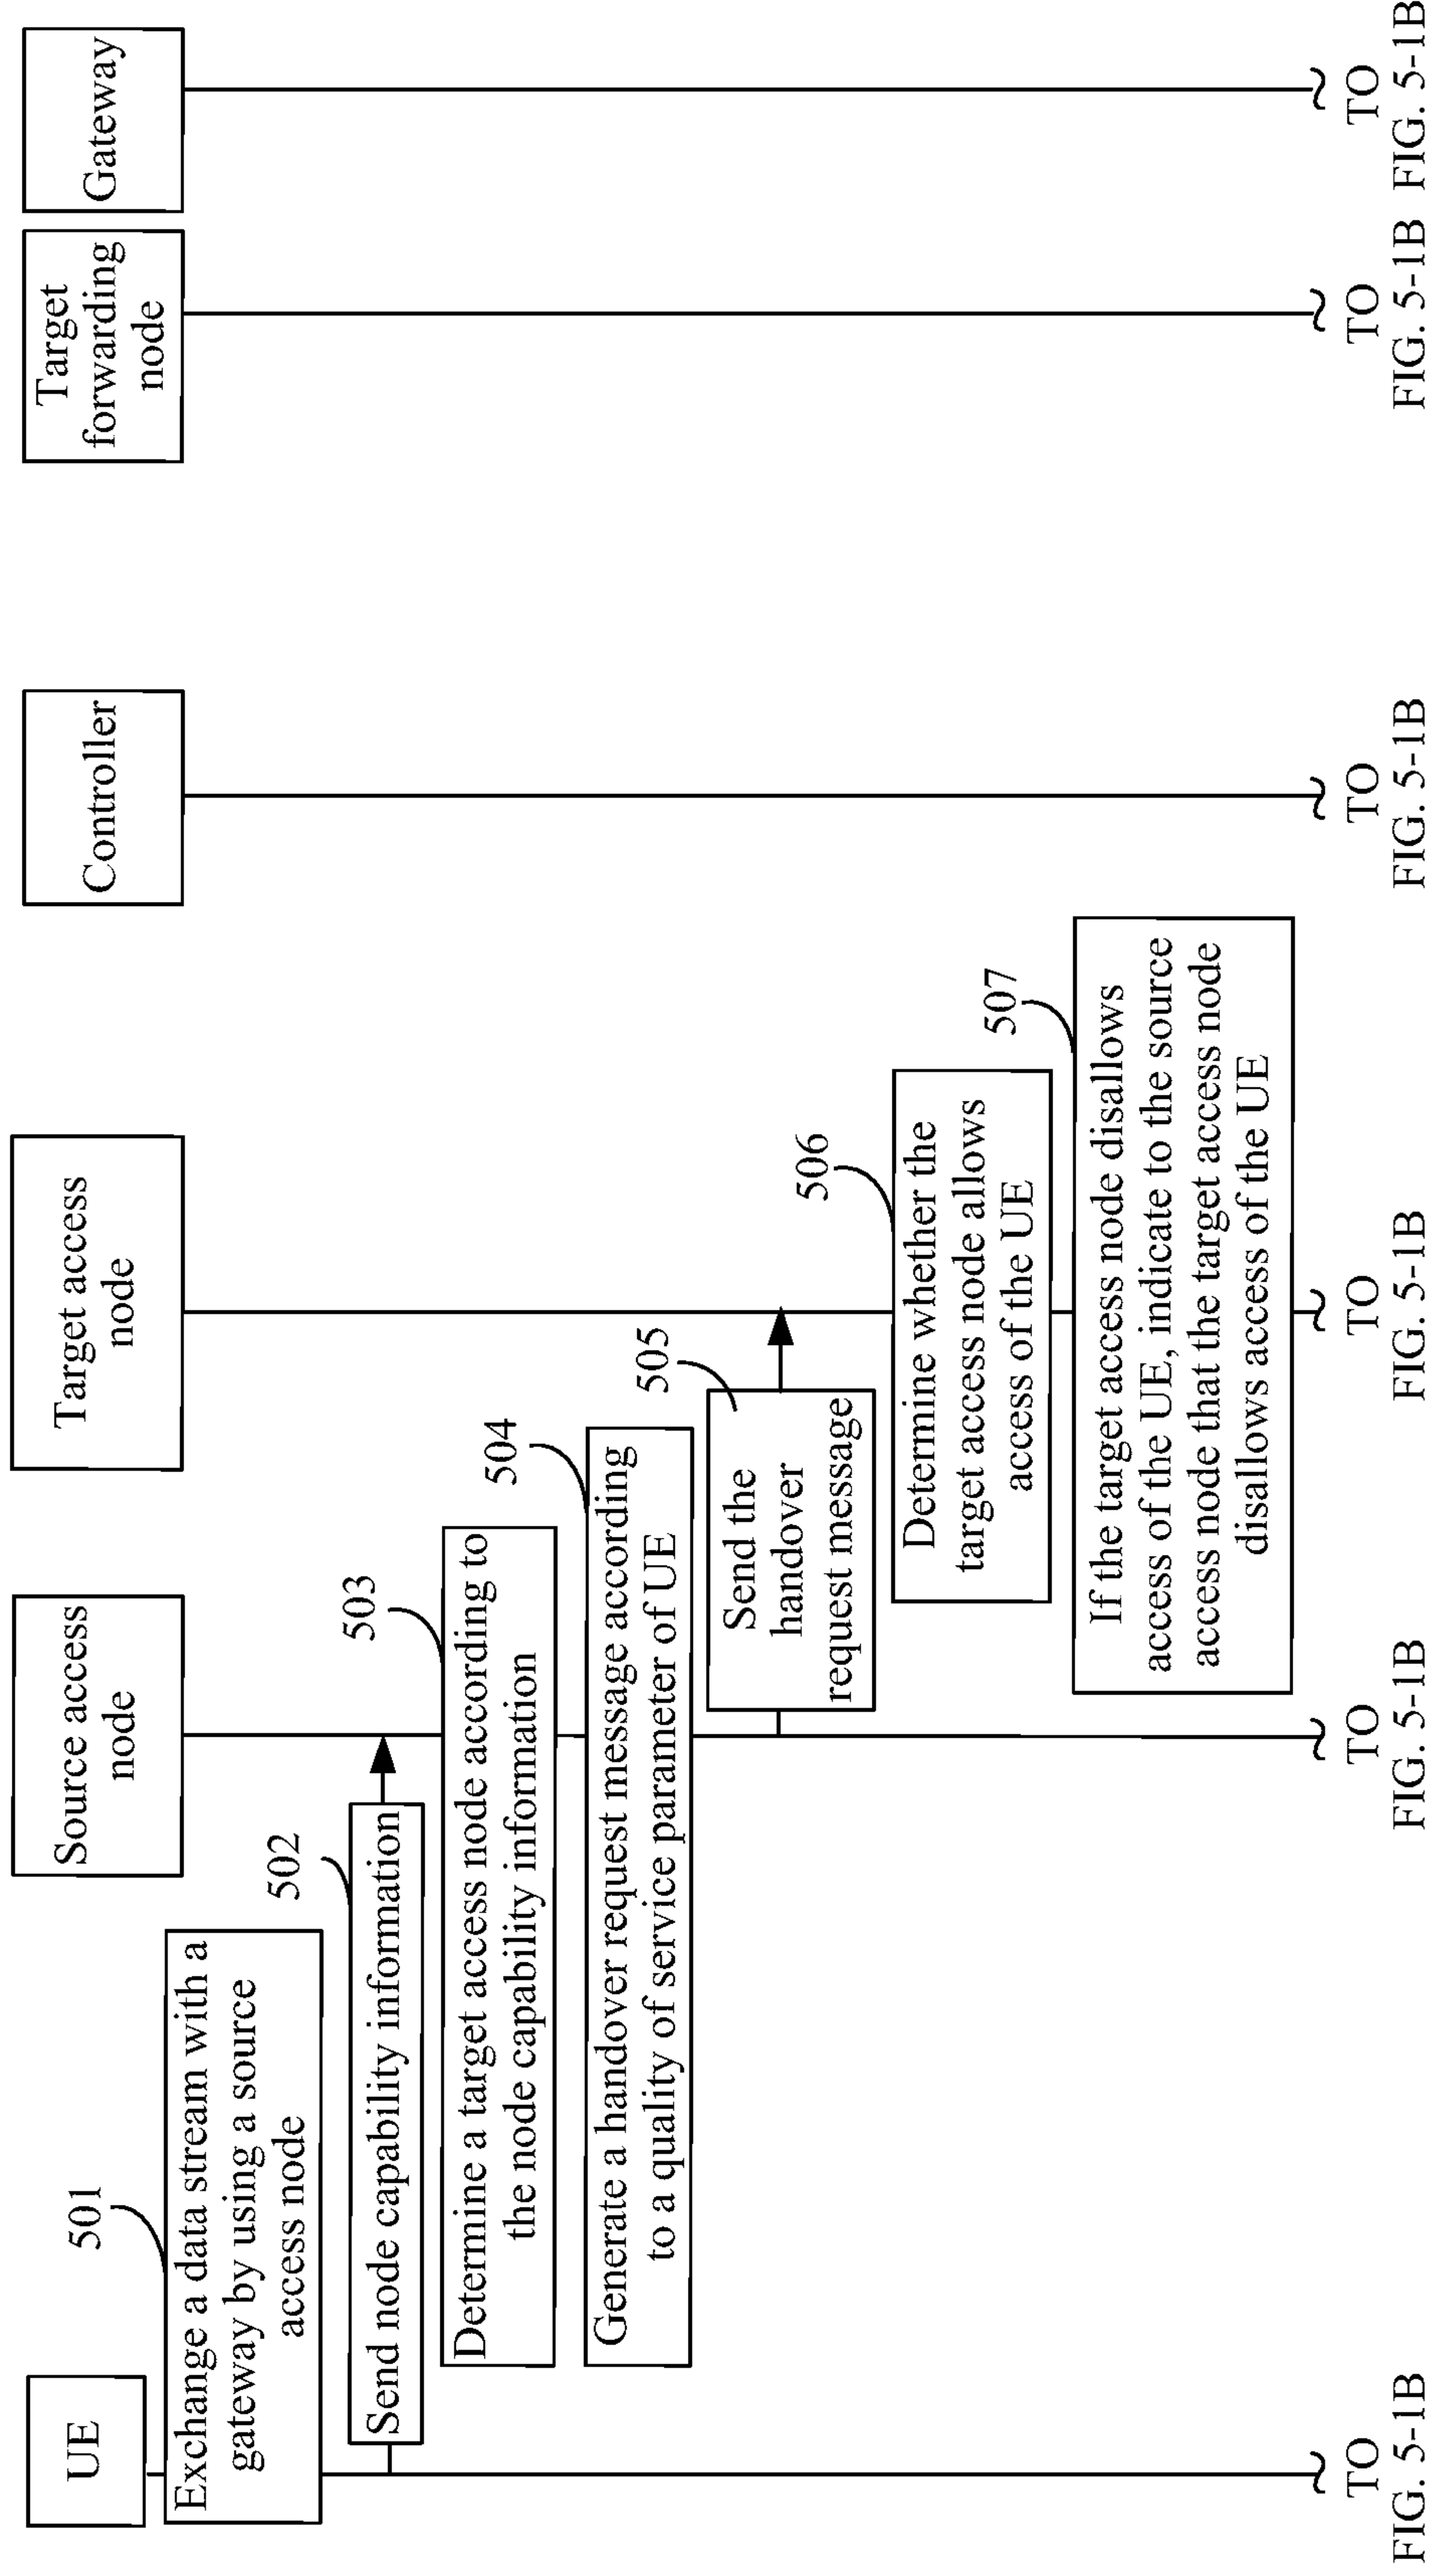 UE
Source access
node
Target access
node
Controller
Target
forwarding
node
Gateway
501
Exchange a data stream with a
gateway by using a source
access node
502
Send node capability information
503
Determine a target access node according to
the node capability information
504
Generate a handover request message according
to a quality of service parameter of UE
505
Send the
handover
request message
506
Determine whether the
target access node allows
access of the UE
507
If the target access node disallows
access of the UE, indicate to the source
access node that the target access node
disallows access of the UE
TO
FIG. 5-1B
TO
FIG. 5-1B
TO
FIG. 5-1B
TO
FIG. 5-1B
TO
FIG. 5-1B
TO
FIG. 5-1B